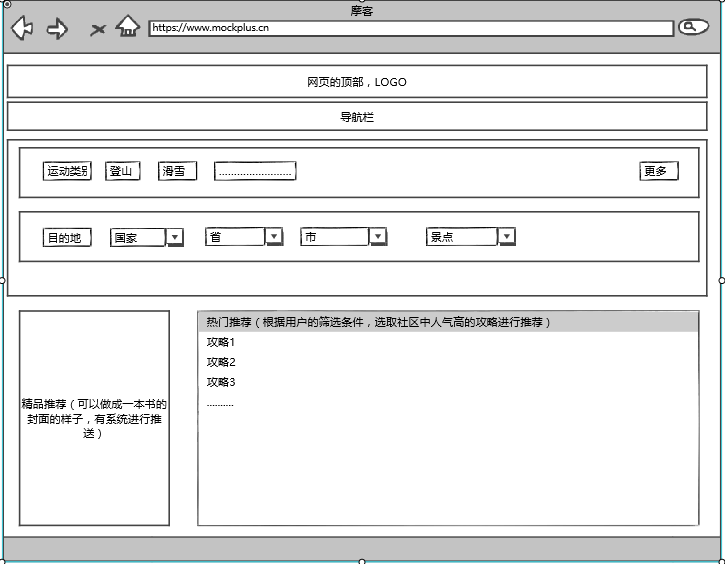 摩客
https://www.mockplus.cn
网页的顶部，LOGO
导航栏
运动类别 登山 滑雪 ........................ 更多
目的地 国家 省 市 景点
热门推荐（根据用户的筛选条件，选取社区中人气高的攻略进行推荐）
攻略1
攻略2
攻略3
..........
精品推荐（可以做成一本书的
封面的样子，有系统进行推
送）